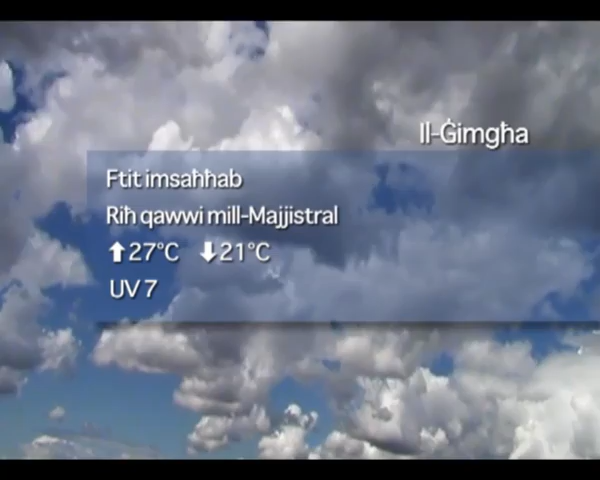 Il-Ġimgħa
Ftit imsaħħab
Riħ qawwi mill-Majjistral
⬆27°C ⬇21°C
UV 7